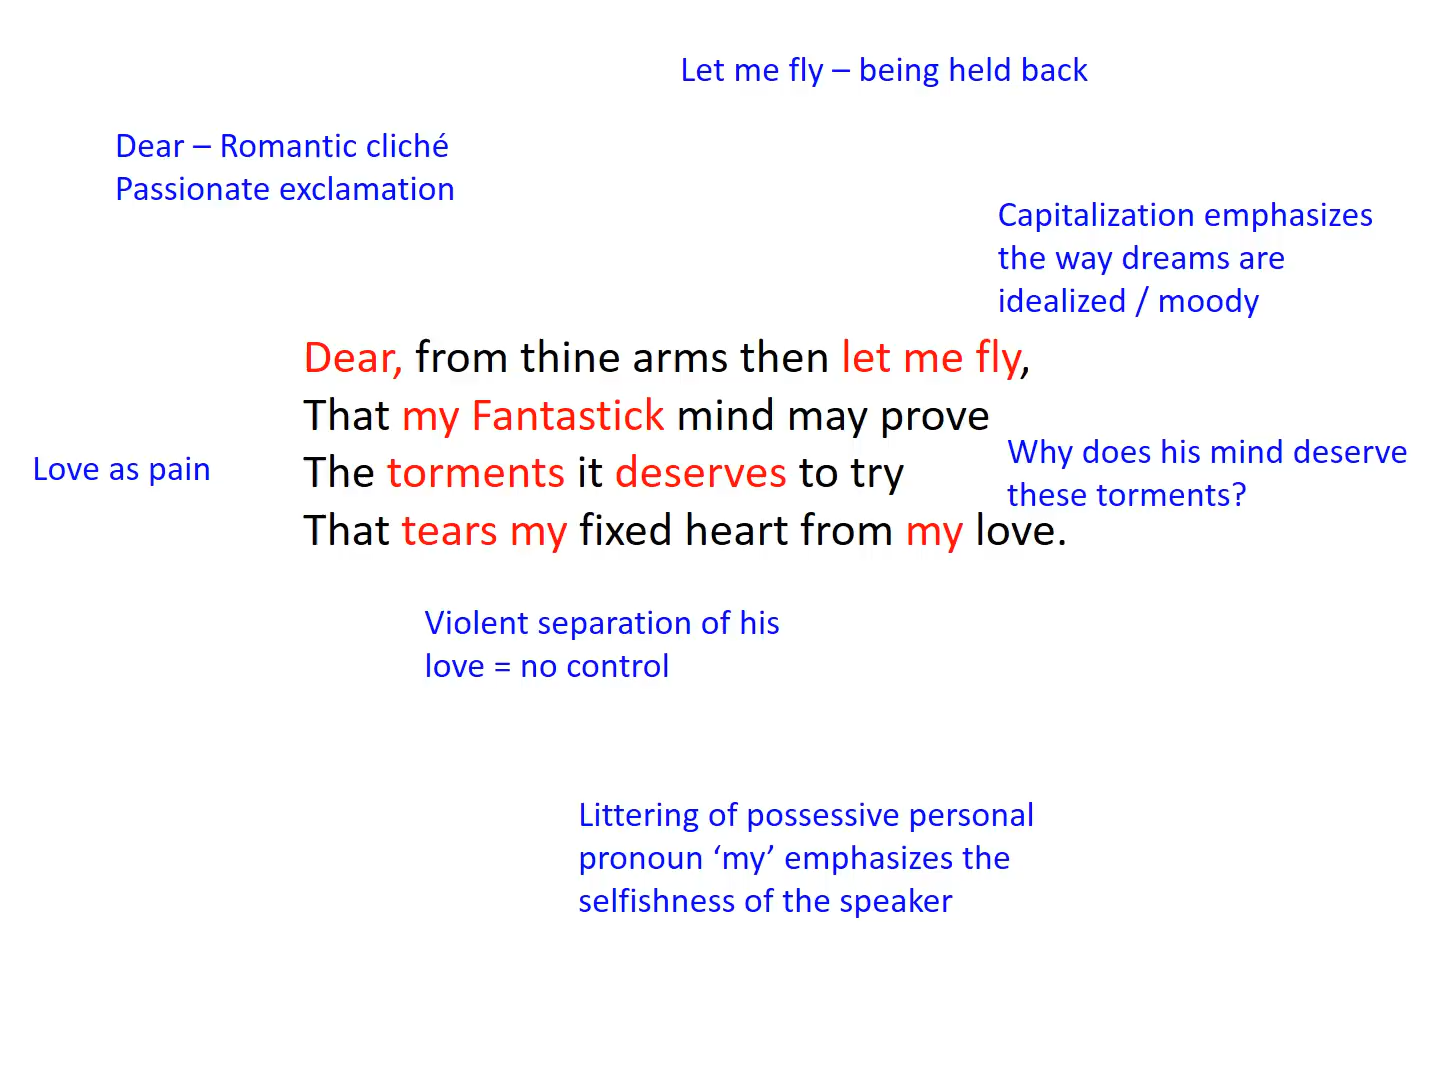 Let me fly – being held back
Dear – Romantic cliché
Passionate exclamation
Capitalization emphasizes
the way dreams are
idealized / moody
Dear, from thine arms then let me fly,
That my Fantastick mind may prove
The torments it deserves to try
That tears my fixed heart from my love.
Love as pain
Why does his mind deserve
these torments?
Violent separation of his
love = no control
Littering of possessive personal
pronoun ‘my’ emphasizes the
selfishness of the speaker